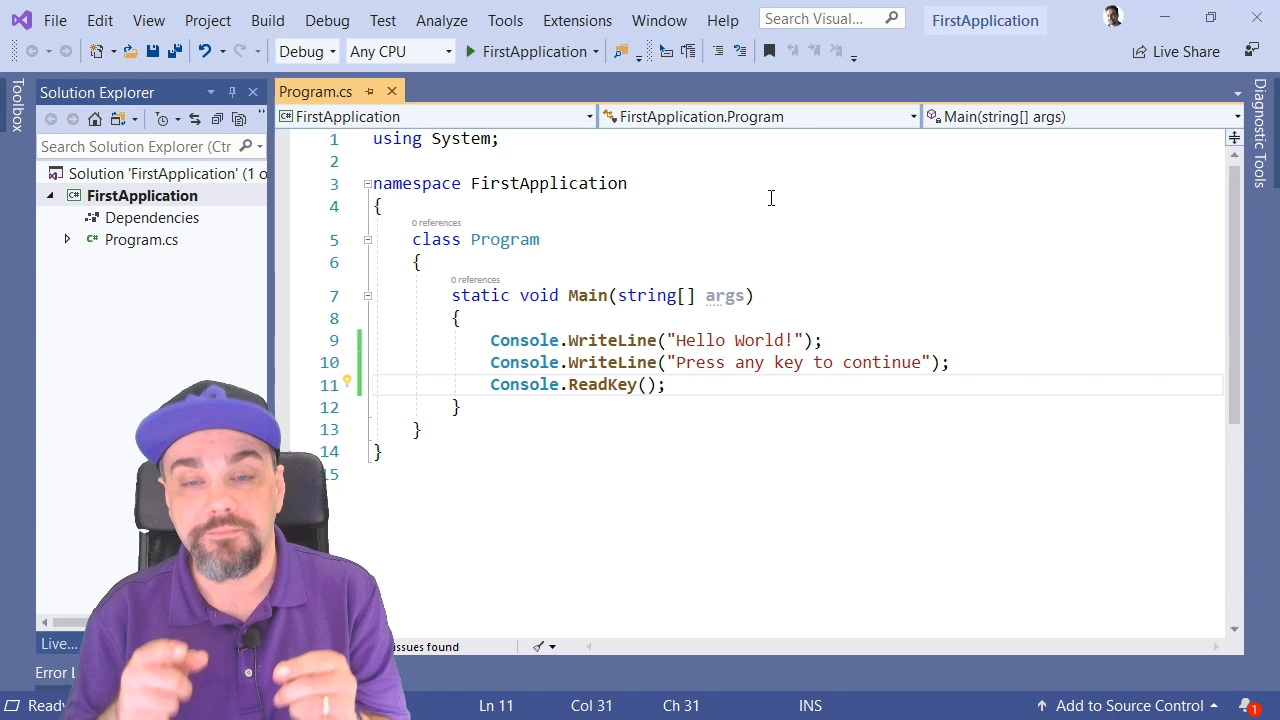 File Edit View Project Build Debug Test Analyze Tools Extensions Window Help Search Visual... FirstApplication
Debug Any CPU FirstApplication Live Share
Toolbox
Solution Explorer
Search Solution Explorer (Ctr
Solution 'FirstApplication' (1 o
FirstApplication
Dependencies
Program.cs
Program.cs
FirstApplication FirstApplication.Program Main(string[] args)
1 using System;
2
3 namespace FirstApplication
4 {
0 references
5 class Program
6 {
0 references
7 static void Main(string[] args)
8 {
9 Console.WriteLine("Hello World!");
10 Console.WriteLine("Press any key to continue");
11 Console.ReadKey();
12 }
13 }
14 }
15
Diagnostic Tools
Live...
issues found
Error
Ready Ln 11 Col 31 Ch 31 INS Add to Source Control 1